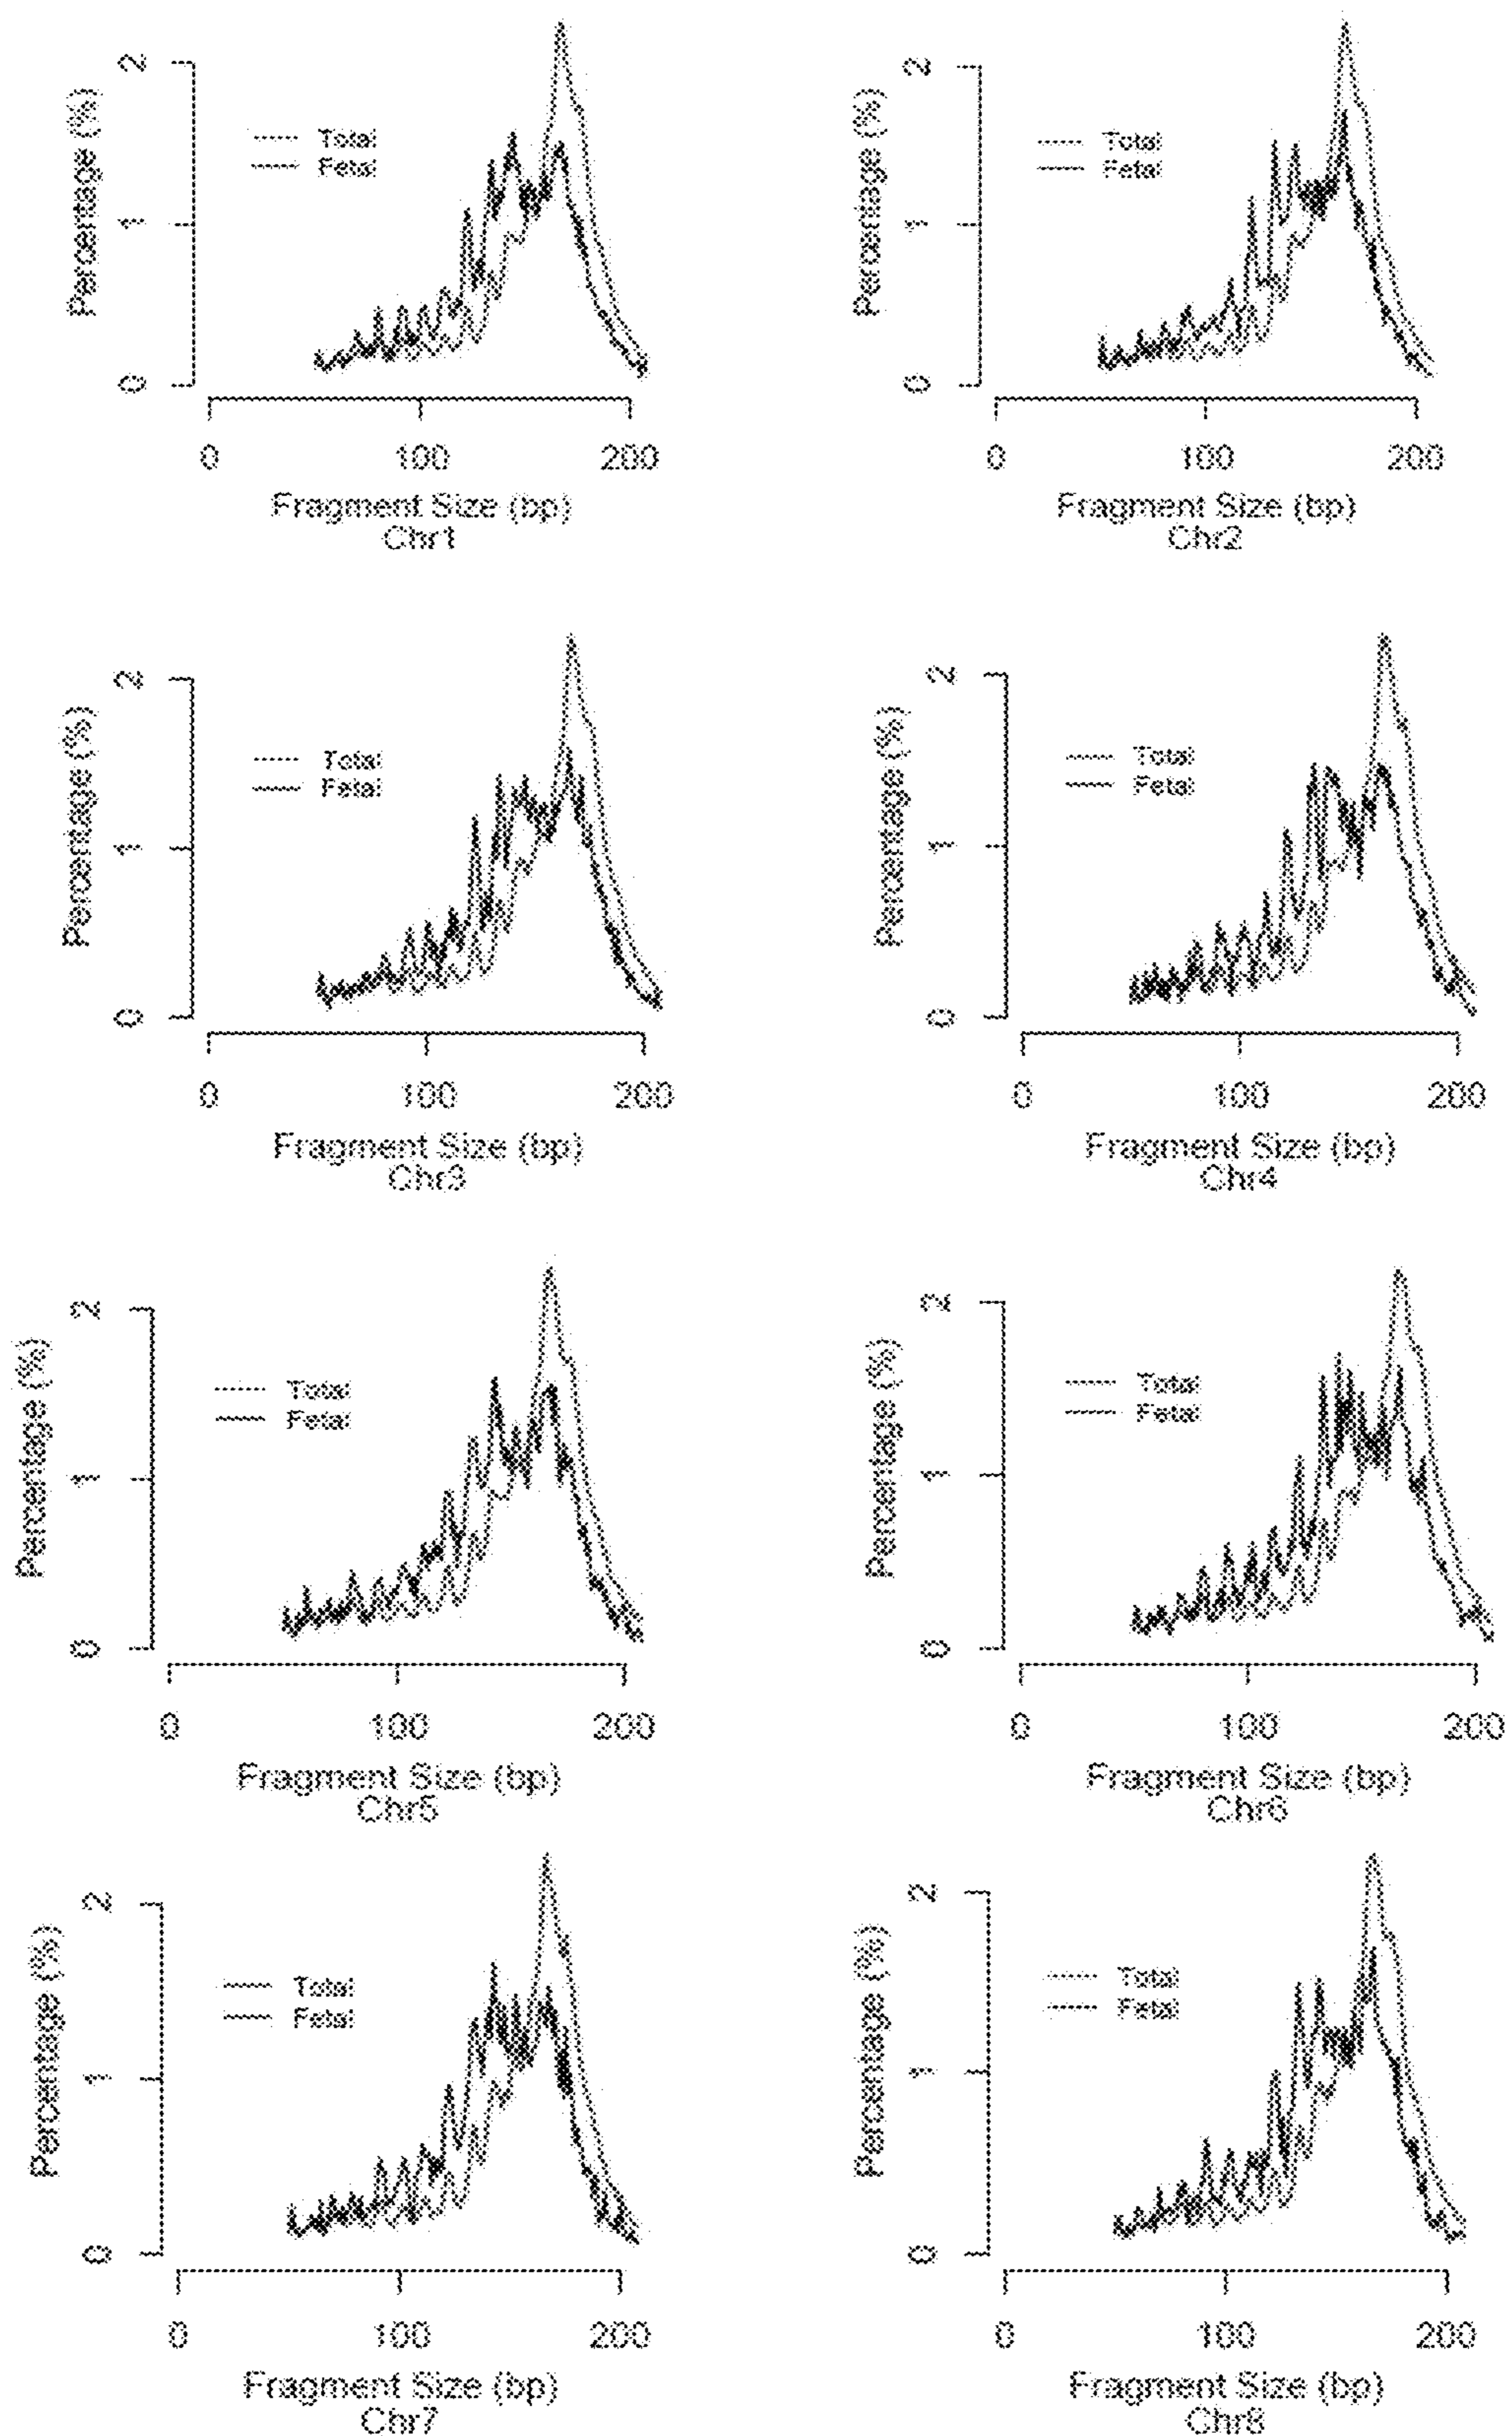 Percentage (%)
0 1 2
Total
Fetal
0 100 200
Fragment Size (bp)
Chr1
Percentage (%)
0 1 2
Total
Fetal
0 100 200
Fragment Size (bp)
Chr2
Percentage (%)
0 1 2
Total
Fetal
0 100 200
Fragment Size (bp)
Chr3
Percentage (%)
0 1 2
Total
Fetal
0 100 200
Fragment Size (bp)
Chr4
Percentage (%)
0 1 2
Total
Fetal
0 100 200
Fragment Size (bp)
Chr5
Percentage (%)
0 1 2
Total
Fetal
0 100 200
Fragment Size (bp)
Chr6
Percentage (%)
0 1 2
Total
Fetal
0 100 200
Fragment Size (bp)
Chr7
Percentage (%)
0 1 2
Total
Fetal
0 100 200
Fragment Size (bp)
Chr8